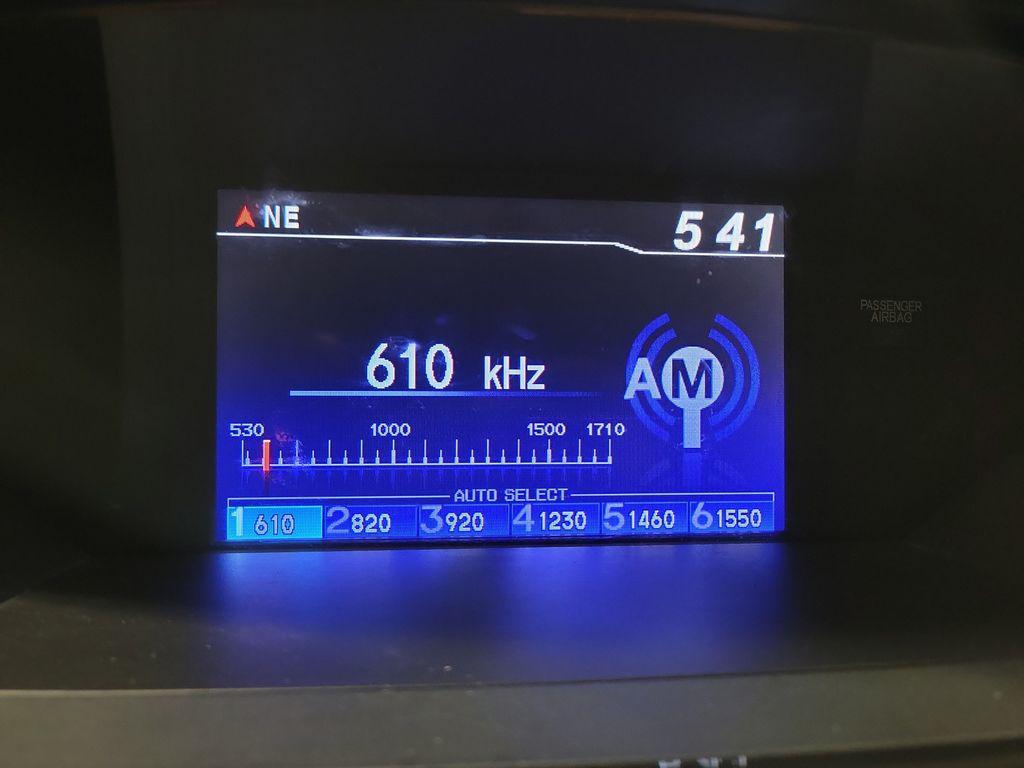 NE 5 41
610 kHz
AM
530 1000 1500 1710
AUTO SELECT
1 610 2 820 3 920 4 1230 5 1460 6 1550
PASSENGER
AIRBAG